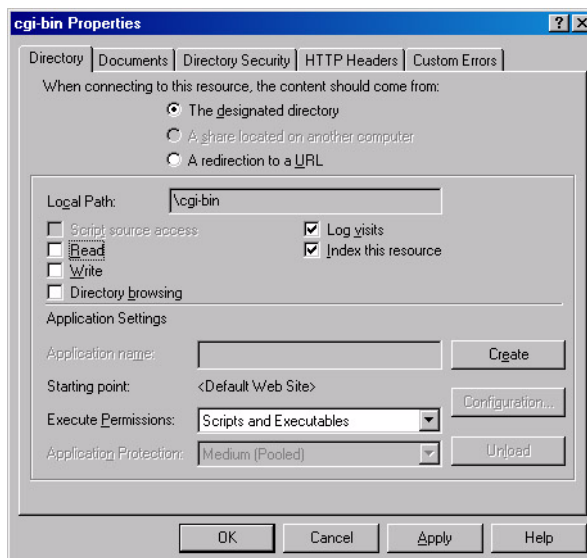 cgi-bin Properties
Directory Documents Directory Security HTTP Headers Custom Errors
When connecting to this resource, the content should come from:
The designated directory
A share located on another computer
A redirection to a URL
Local Path: \cgi-bin
Script source access Log visits
Read Index this resource
Write
Directory browsing
Application Settings
Application name: Create
Starting point: <Default Web Site>
Configuration...
Execute Permissions: Scripts and Executables
Application Protection: Medium (Pooled) Unload
OK Cancel Apply Help